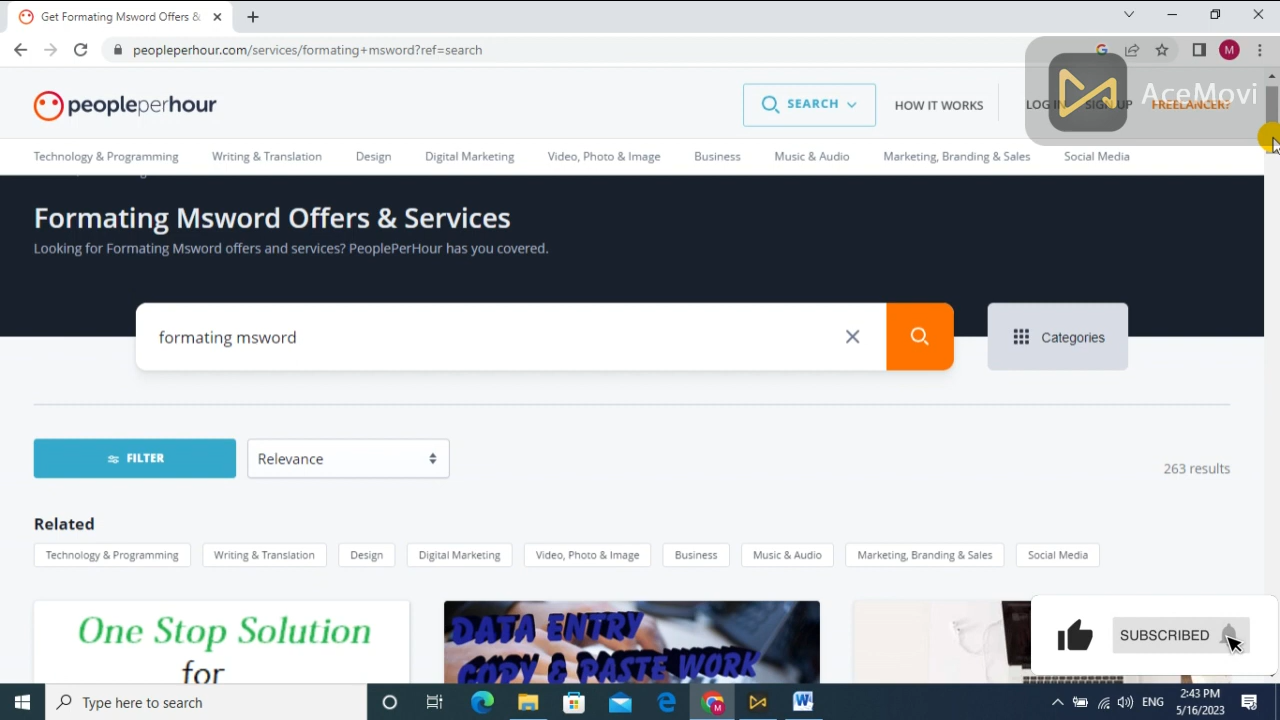 Get Formating Msword Offers &
peopleperhour.com/services/formating+msword?ref=search
M
peopleperhour
SEARCH
HOW IT WORKS
LOG IN
SIGN UP
FREELANCER?
AceMovi
Technology & Programming
Writing & Translation
Design
Digital Marketing
Video, Photo & Image
Business
Music & Audio
Marketing, Branding & Sales
Social Media
Formating Msword Offers & Services
Looking for Formating Msword offers and services? PeoplePerHour has you covered.
formating msword
Categories
FILTER
Relevance
263 results
Related
Technology & Programming
Writing & Translation
Design
Digital Marketing
Video, Photo & Image
Business
Music & Audio
Marketing, Branding & Sales
Social Media
One Stop Solution
for
DATA ENTRY
COPY & PASTE WORK
SUBSCRIBED
Type here to search
ENG
2:43 PM
5/16/2023